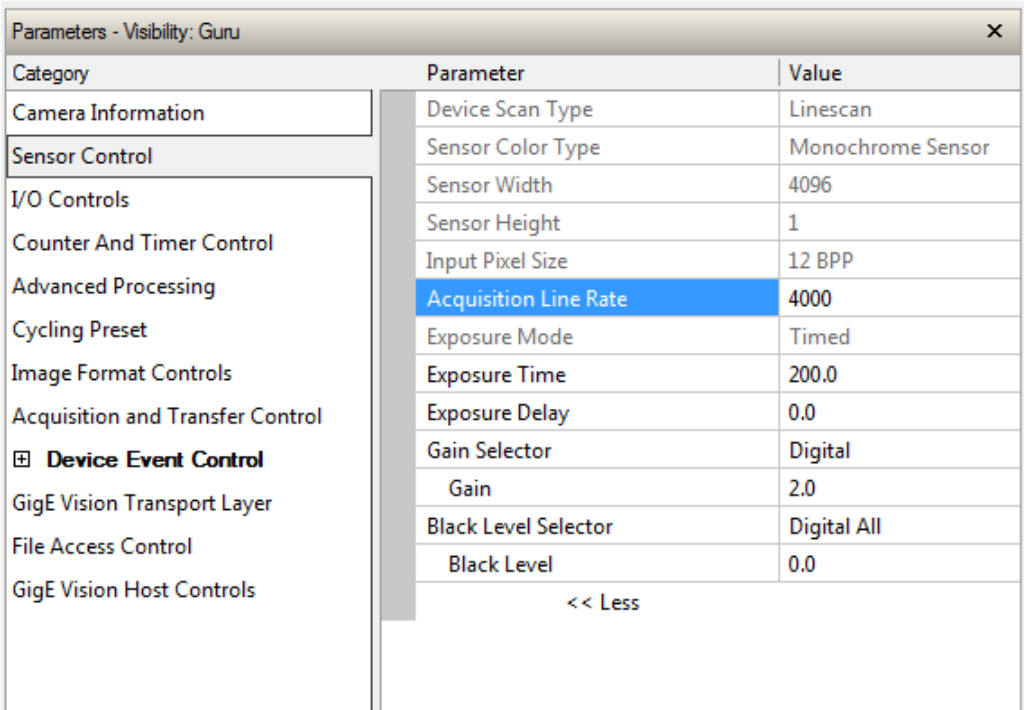 Parameters - Visibility: Guru ×
Category Parameter Value
Camera Information
Sensor Control
I/O Controls
Counter And Timer Control
Advanced Processing
Cycling Preset
Image Format Controls
Acquisition and Transfer Control
Device Event Control
GigE Vision Transport Layer
File Access Control
GigE Vision Host Controls
Device Scan Type Linescan
Sensor Color Type Monochrome Sensor
Sensor Width 4096
Sensor Height 1
Input Pixel Size 12 BPP
Acquisition Line Rate 4000
Exposure Mode Timed
Exposure Time 200.0
Exposure Delay 0.0
Gain Selector Digital
Gain 2.0
Black Level Selector Digital All
Black Level 0.0
<< Less